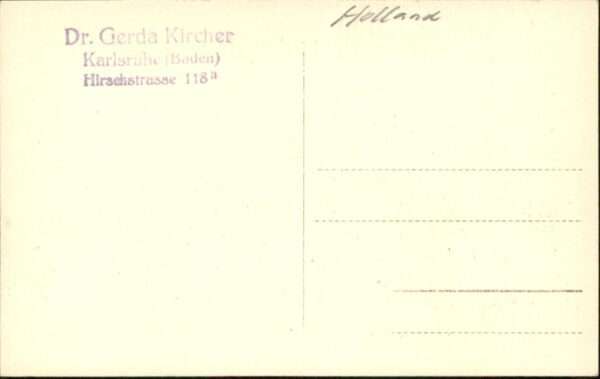 Holland
Dr. Gerda Kircher
Karlsruhe (Baden)
Hirschstrasse 118a